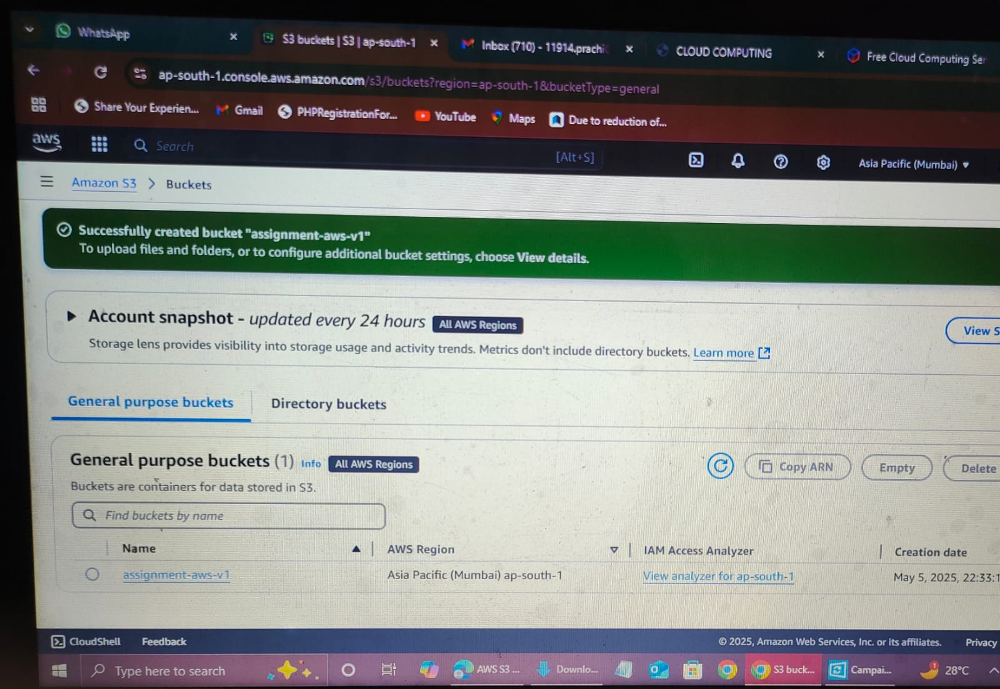 WhatsApp
S3 buckets | S3 | ap-south-1
Inbox (710) - 11914.prachi
CLOUD COMPUTING
Free Cloud Computing Ser
ap-south-1.console.aws.amazon.com/s3/buckets?region=ap-south-1&bucketType=general
Share Your Experien...
Gmail
PHPRegistrationFor...
YouTube
Maps
Due to reduction of...
aws
Search
[Alt+S]
Asia Pacific (Mumbai)
Amazon S3 > Buckets
Successfully created bucket "assignment-aws-v1"
To upload files and folders, or to configure additional bucket settings, choose View details.
Account snapshot - updated every 24 hours All AWS Regions
View S
Storage lens provides visibility into storage usage and activity trends. Metrics don't include directory buckets. Learn more
General purpose buckets
Directory buckets
General purpose buckets (1) Info All AWS Regions
Copy ARN
Empty
Delete
Buckets are containers for data stored in S3.
Find buckets by name
Name
AWS Region
IAM Access Analyzer
Creation date
assignment-aws-v1
Asia Pacific (Mumbai) ap-south-1
View analyzer for ap-south-1
May 5, 2025, 22:33:1
CloudShell
Feedback
© 2025, Amazon Web Services, Inc. or its affiliates.
Privacy
Type here to search
AWS S3 ...
Downlo...
S3 buck...
Campai...
1
28°C